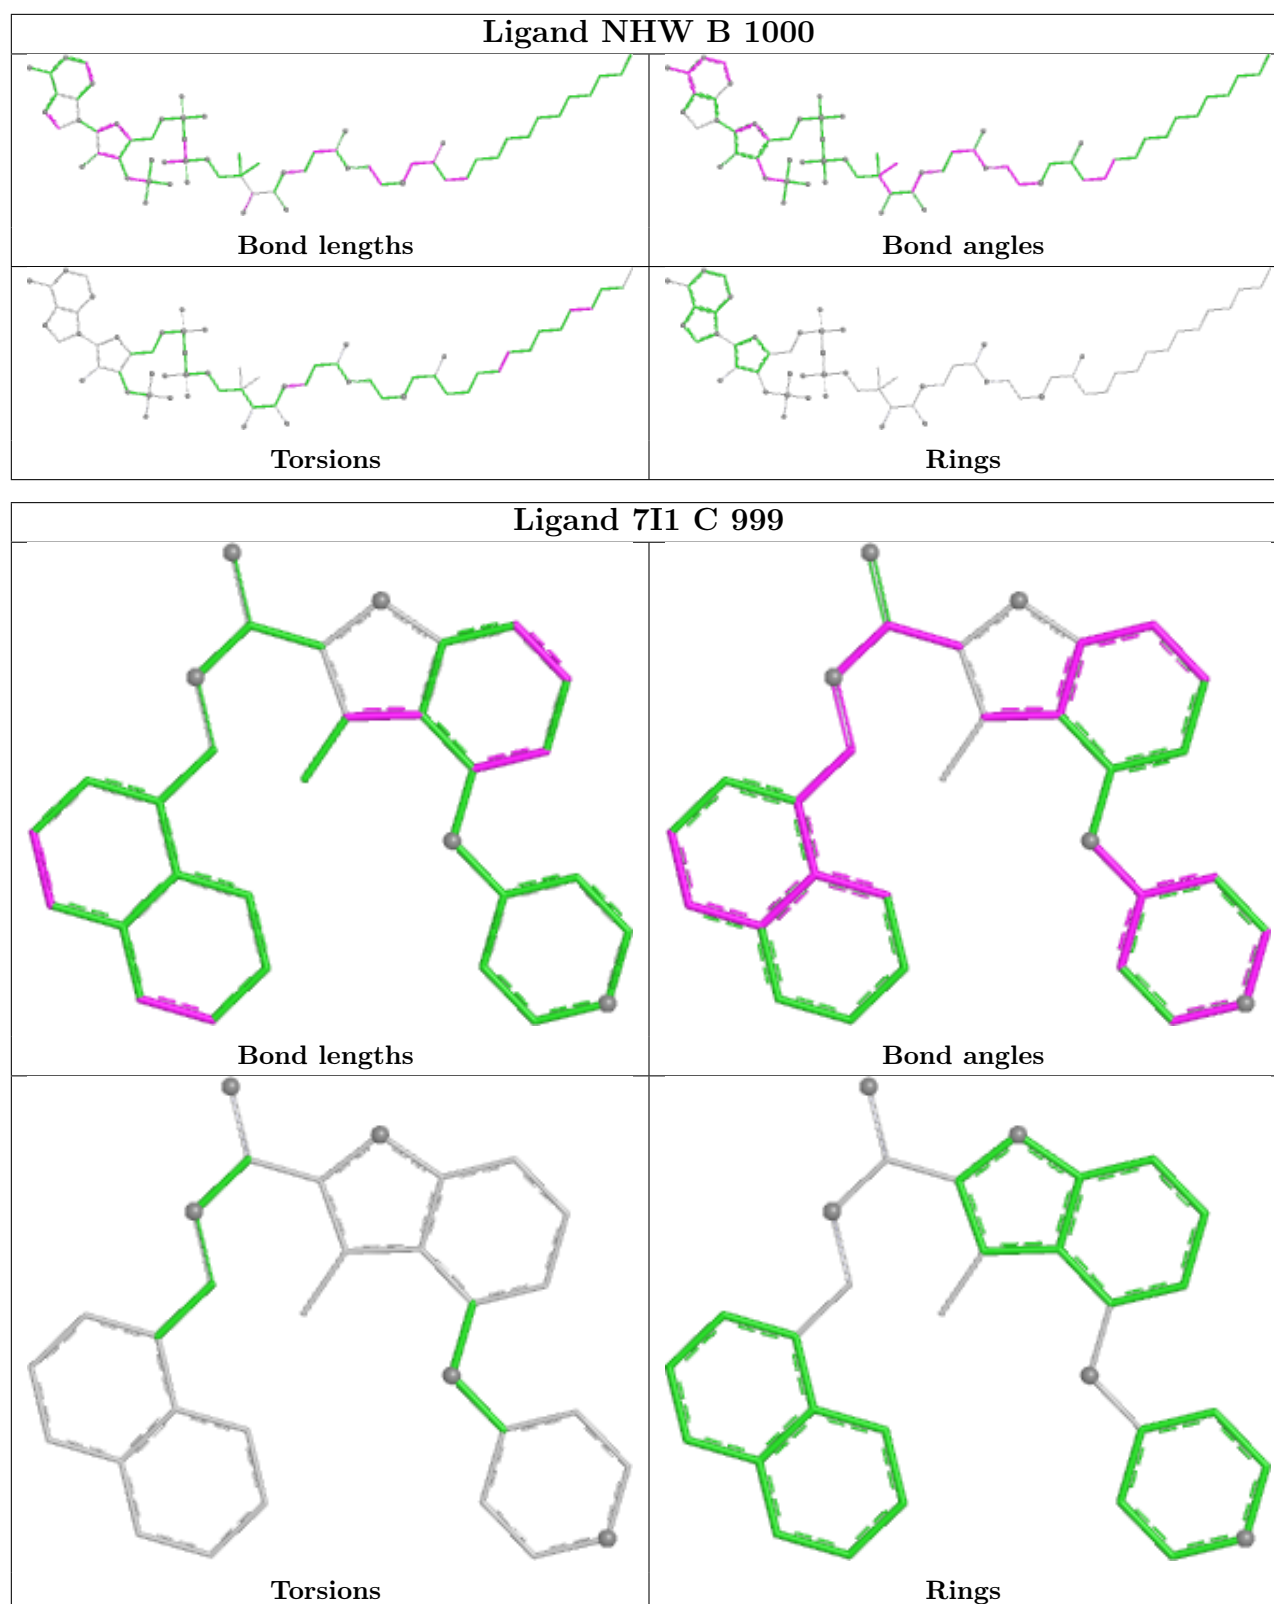 Ligand NHW B 1000
Bond lengths
Bond angles
Torsions
Rings
Ligand 7I1 C 999
Bond lengths
Bond angles
Torsions
Rings